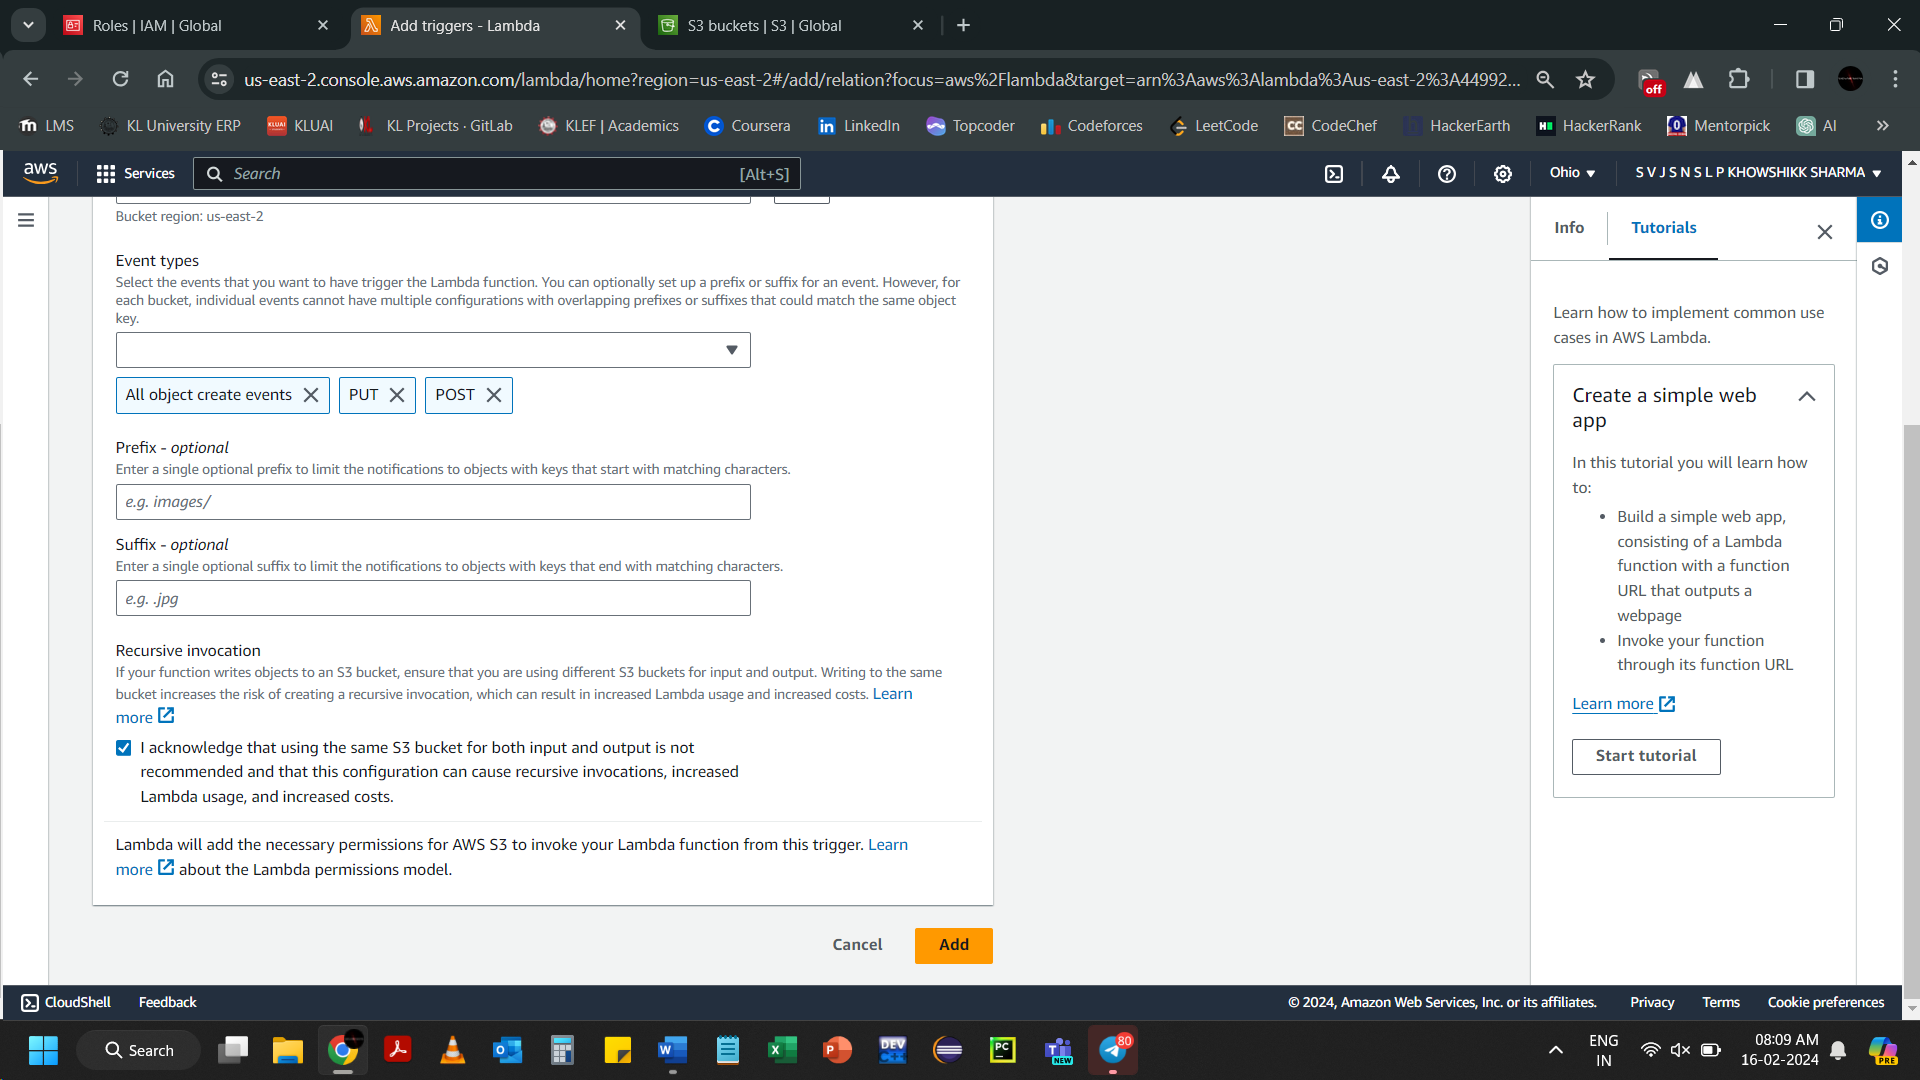 Roles | IAM | Global
Add triggers - Lambda
S3 buckets | S3 | Global
us-east-2.console.aws.amazon.com/lambda/home?region=us-east-2#/add/relation?focus=aws%2Flambda&target=arn%3Aaws%3Alambda%3Aus-east-2%3A44992...
off
LMS
KL University ERP
KLUAI
KL Projects · GitLab
KLEF | Academics
Coursera
LinkedIn
Topcoder
Codeforces
LeetCode
CodeChef
HackerEarth
HackerRank
Mentorpick
AI
aws
Services
Search
[Alt+S]
Ohio
S V J S N S L P KHOWSHIKK SHARMA
Bucket region: us-east-2
Event types
Select the events that you want to have trigger the Lambda function. You can optionally set up a prefix or suffix for an event. However, for
each bucket, individual events cannot have multiple configurations with overlapping prefixes or suffixes that could match the same object
key.
All object create events
PUT
POST
Prefix - optional
Enter a single optional prefix to limit the notifications to objects with keys that start with matching characters.
e.g. images/
Suffix - optional
Enter a single optional suffix to limit the notifications to objects with keys that end with matching characters.
e.g. .jpg
Recursive invocation
If your function writes objects to an S3 bucket, ensure that you are using different S3 buckets for input and output. Writing to the same
bucket increases the risk of creating a recursive invocation, which can result in increased Lambda usage and increased costs. Learn
more
I acknowledge that using the same S3 bucket for both input and output is not
recommended and that this configuration can cause recursive invocations, increased
Lambda usage, and increased costs.
Lambda will add the necessary permissions for AWS S3 to invoke your Lambda function from this trigger. Learn
more about the Lambda permissions model.
Cancel
Add
Info
Tutorials
Learn how to implement common use
cases in AWS Lambda.
Create a simple web
app
In this tutorial you will learn how
to:
• Build a simple web app,
consisting of a Lambda
function with a function
URL that outputs a
webpage
• Invoke your function
through its function URL
Learn more
Start tutorial
CloudShell
Feedback
© 2024, Amazon Web Services, Inc. or its affiliates.
Privacy
Terms
Cookie preferences
Search
80
ENG
IN
08:09 AM
16-02-2024